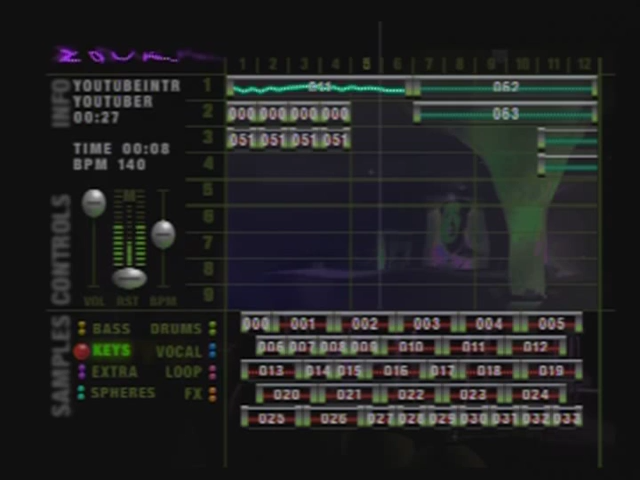 1 2 3 4 5 6 7 8 9 10 11 12
INFO
YOUTUBEINTR
YOUTUBER
00:27
TIME 00:08
BPM 140
1 052
2 000 000 000 000 053
3 051 051 051 051
4
5
6
7
8
9
CONTROLS
M
VOL RST BPM
SAMPLES
BASS DRUMS
KEYS VOCAL
EXTRA LOOP
SPHERES FX
000 001 002 003 004 005
006 007 008 009 010 011 012
013 014 015 016 017 018 019
020 021 022 023 024
025 026 027 028 029 030 031 032 033